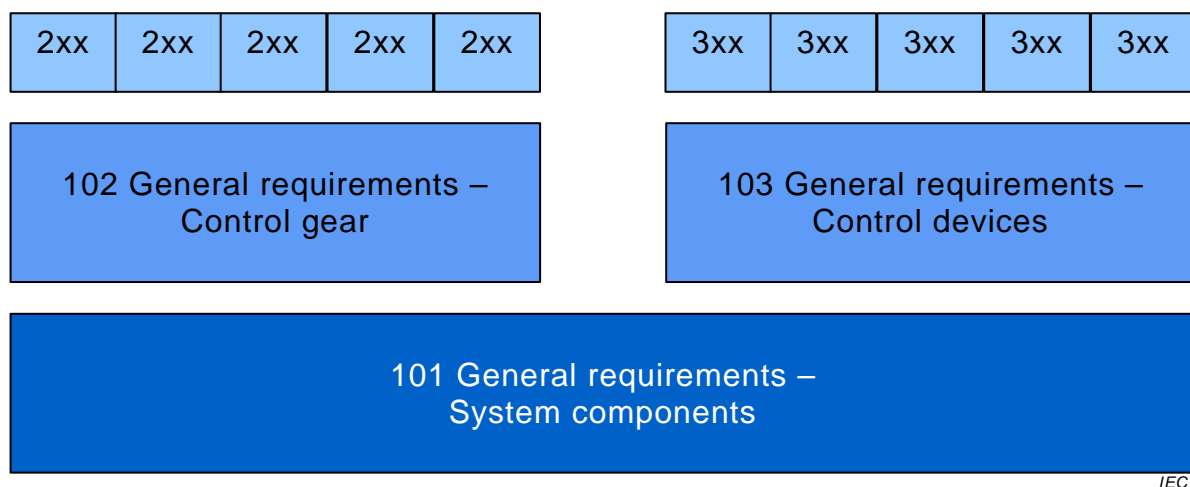 2xx 2xx 2xx 2xx 2xx 3xx 3xx 3xx 3xx 3xx
102 General requirements –
Control gear
103 General requirements –
Control devices
101 General requirements –
System components
IEC